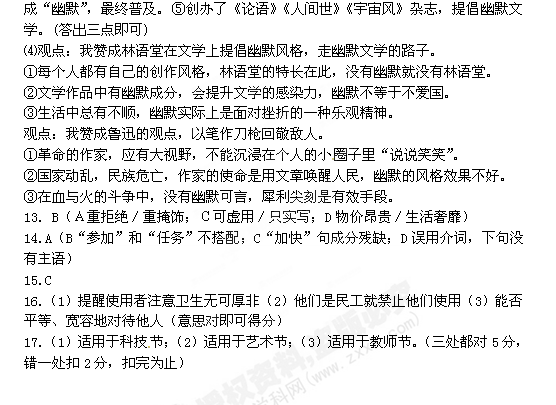 成“幽默”，最终普及。⑤创办了《论语》《人间世》《宇宙风》杂志，提倡幽默文
学。(答出三点即可)
⑷观点：我赞成林语堂在文学上提倡幽默风格，走幽默文学的路子。
①每个人都有自己的创作风格，林语堂的特长在此，没有幽默就没有林语堂。
②文学作品中有幽默成分，会提升文学的感染力，幽默不等于不爱国。
③生活中总有不顺，幽默实际上是面对挫折的一种乐观精神。
观点：我赞成鲁迅的观点，以笔作刀枪回敬敌人。
①革命的作家，应有大视野，不能沉浸在个人的小圈子里“说说笑笑”。
②国家动乱，民族危亡，作家的使命是用文章唤醒人民，幽默的风格效果不好。
③在血与火的斗争中，没有幽默可言，犀利尖刻是有效手段。
13．B（A重拒绝／重掩饰；C可虚用／只实写；D物价昂贵／生活奢靡）
14.A（B“参加”和“任务”不搭配；C“加快”句成分残缺；D误用介词，下句没
有主语）
15.C
16.（1）提醒使用者注意卫生无可厚非（2）他们是民工就禁止他们使用（3）能否
平等、宽容地对待他人（意思对即可得分）
17.（1）适用于科技节；（2）适用于艺术节；（3）适用于教师节。（三处都对5分，
错一处扣2分，扣完为止）